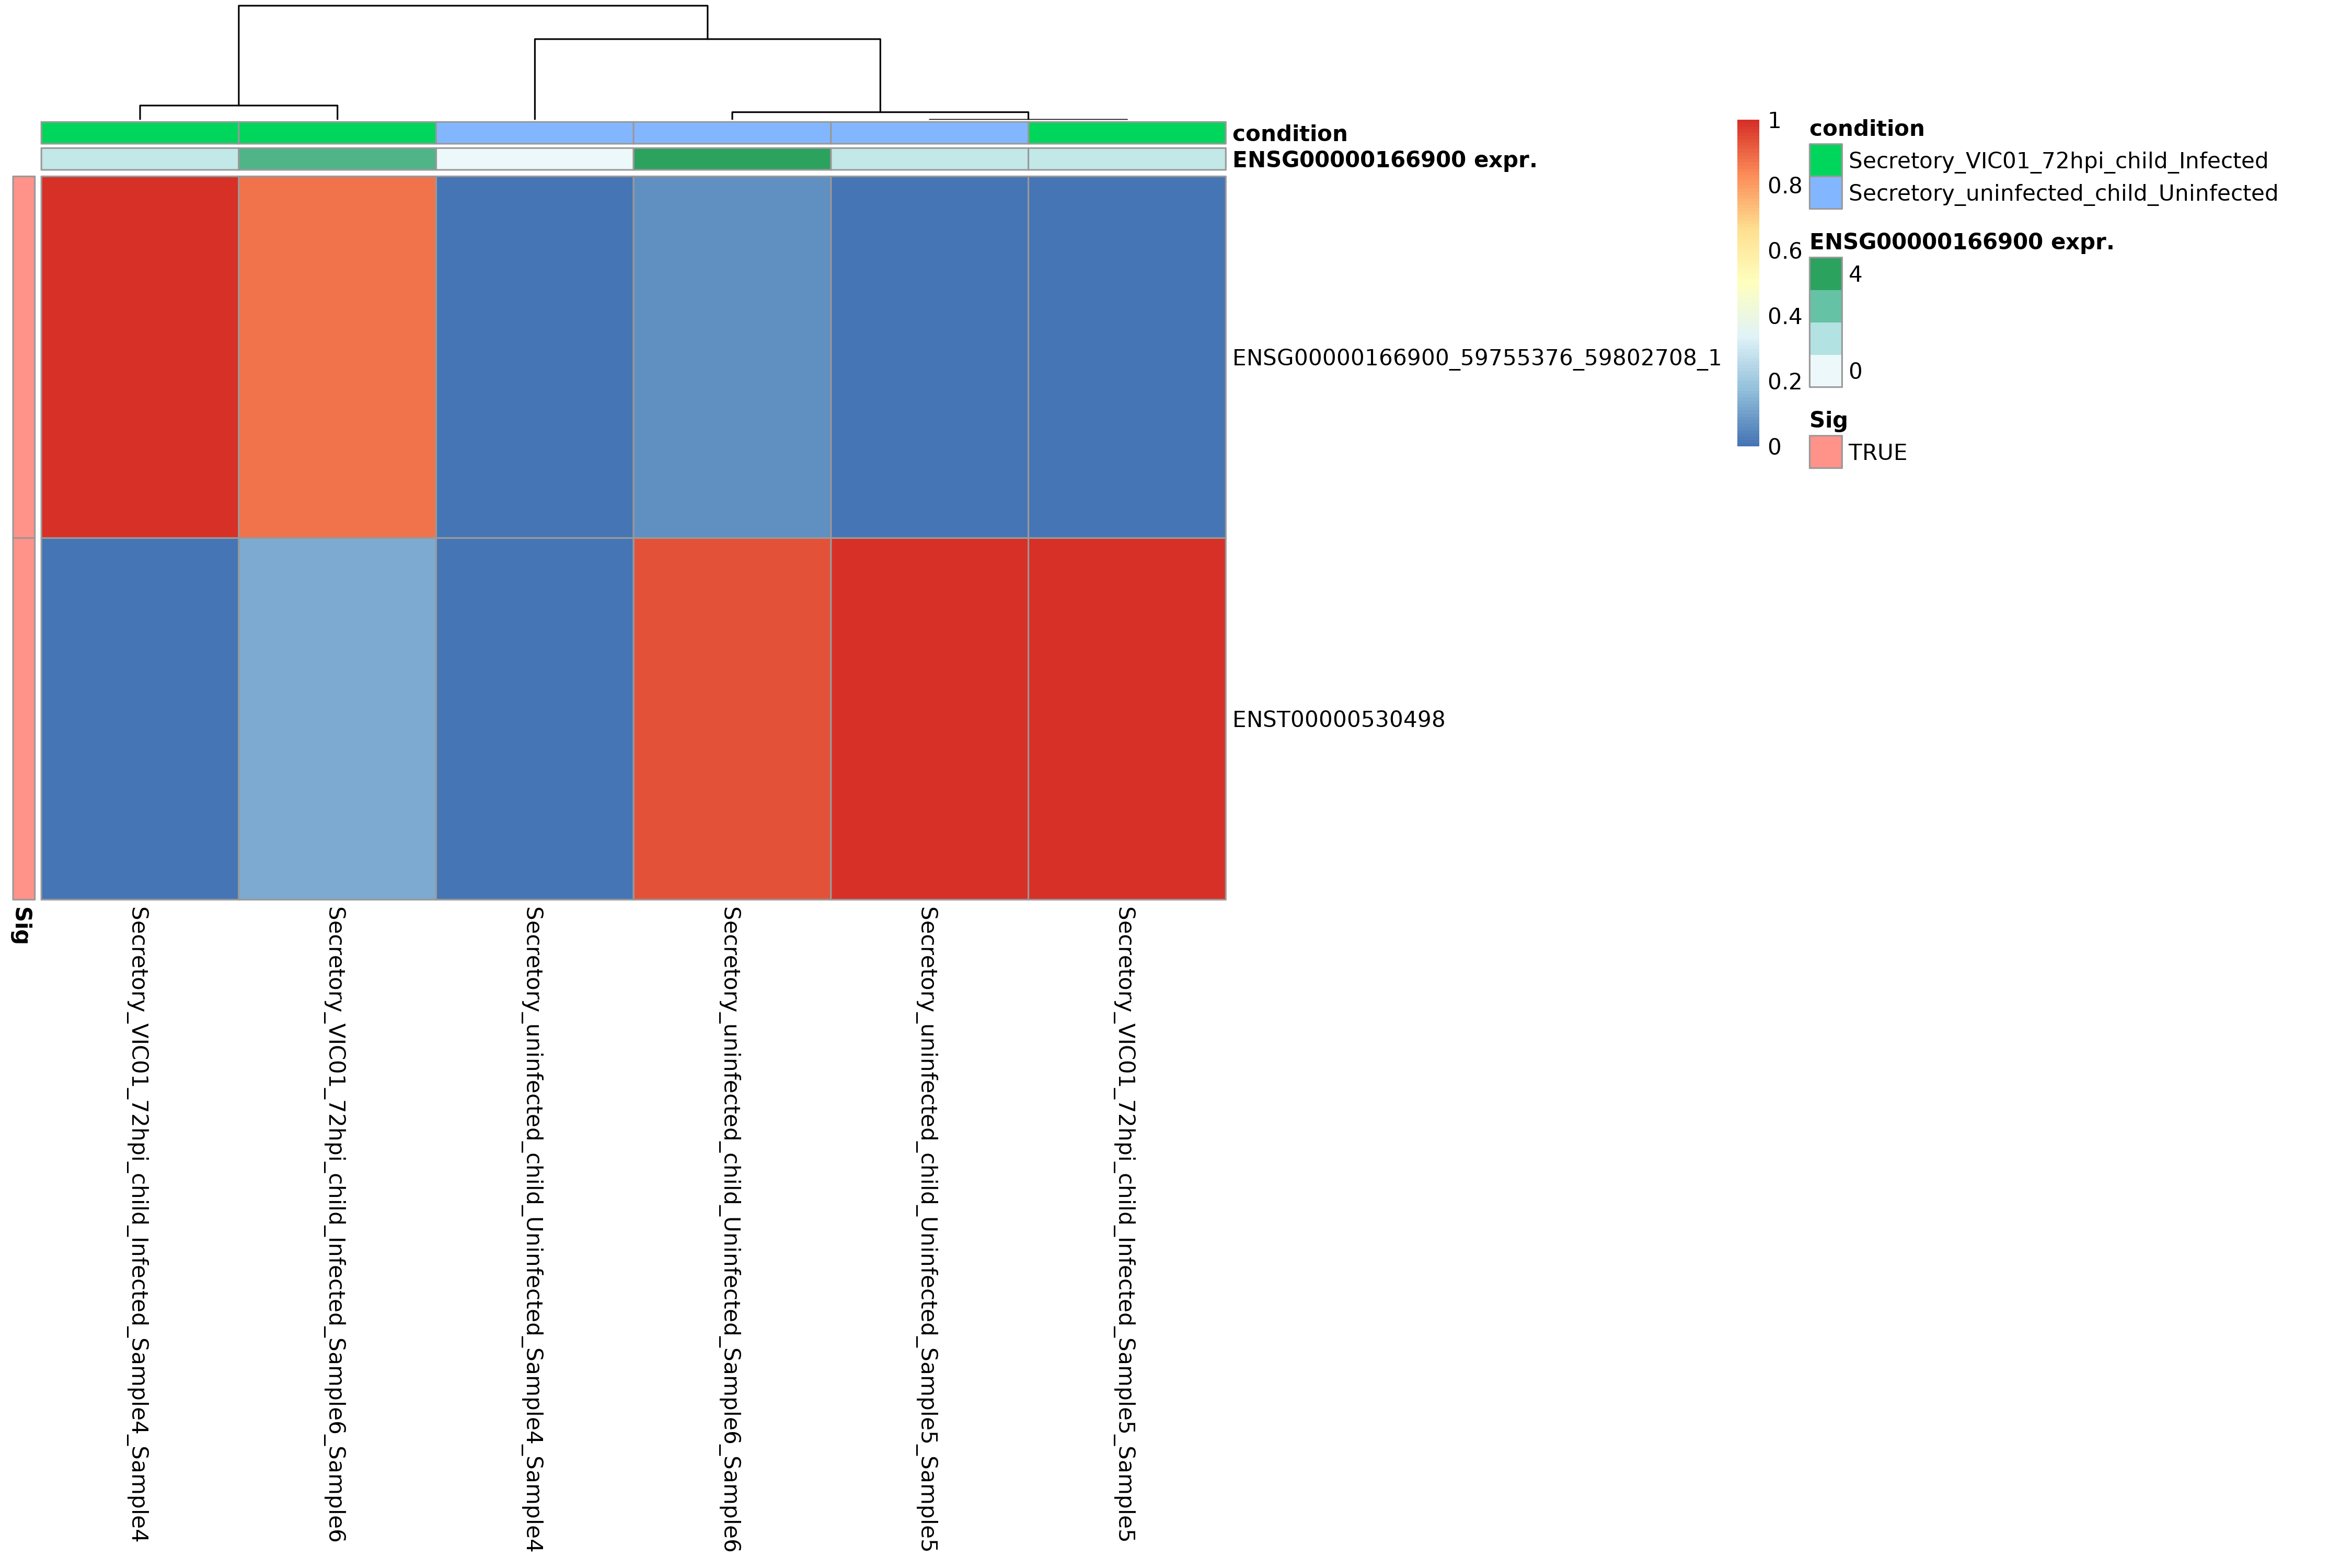 condition
ENSG00000166900 expr.
ENSG00000166900_59755376_59802708_1
ENST00000530498
1
0.8
0.6
0.4
0.2
0
condition
Secretory_VIC01_72hpi_child_Infected
Secretory_uninfected_child_Uninfected
ENSG00000166900 expr.
4
0
Sig
TRUE
Sig
Secretory_VIC01_72hpi_child_Infected_Sample4_Sample4
Secretory_VIC01_72hpi_child_Infected_Sample6_Sample6
Secretory_uninfected_child_Uninfected_Sample4_Sample4
Secretory_uninfected_child_Uninfected_Sample6_Sample6
Secretory_uninfected_child_Uninfected_Sample5_Sample5
Secretory_VIC01_72hpi_child_Infected_Sample5_Sample5